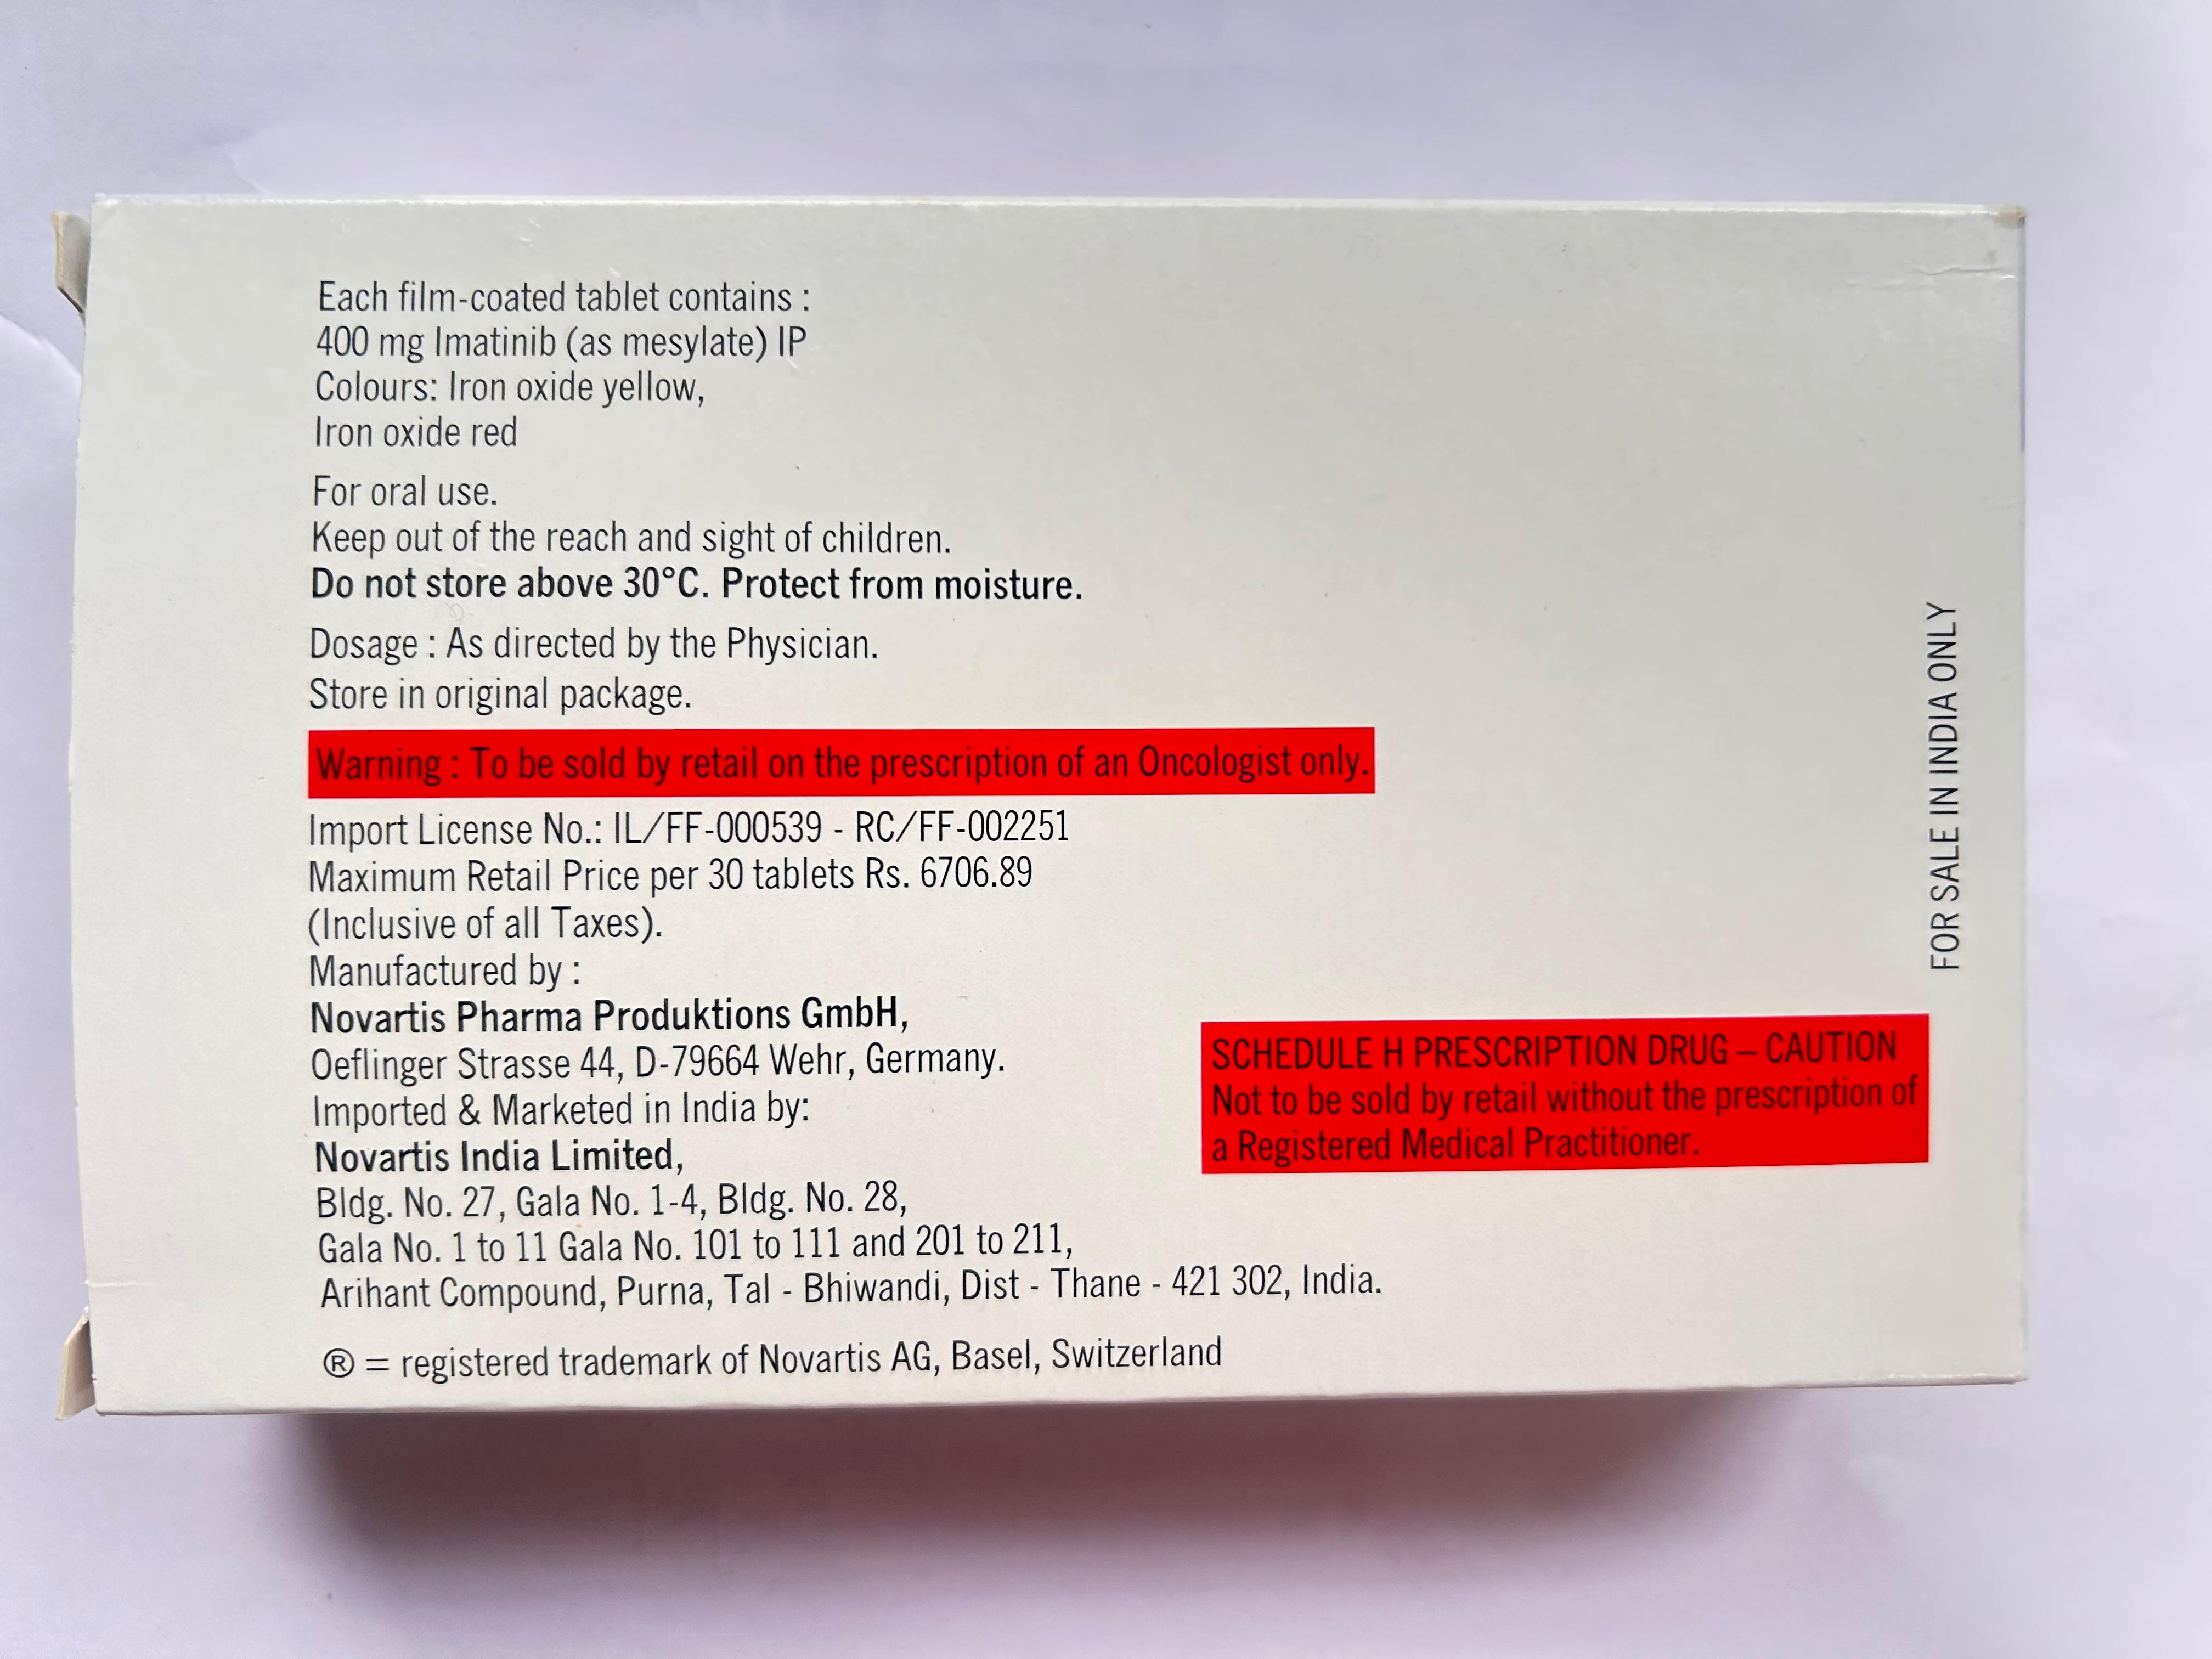 Each film-coated tablet contains :
400 mg Imatinib (as mesylate) IP
Colours: Iron oxide yellow,
Iron oxide red
For oral use.
Keep out of the reach and sight of children.
Do not store above 30°C. Protect from moisture.
Dosage : As directed by the Physician.
Store in original package.
Warning : To be sold by retail on the prescription of an Oncologist only.
Import License No.: IL/FF-000539 - RC/FF-002251
Maximum Retail Price per 30 tablets Rs. 6706.89
(Inclusive of all Taxes).
Manufactured by :
Novartis Pharma Produktions GmbH,
Oeflinger Strasse 44, D-79664 Wehr, Germany.
Imported & Marketed in India by:
Novartis India Limited,
Bldg. No. 27, Gala No. 1-4, Bldg. No. 28,
Gala No. 1 to 11 Gala No. 101 to 111 and 201 to 211,
Arihant Compound, Purna, Tal - Bhiwandi, Dist - Thane - 421 302, India.
® = registered trademark of Novartis AG, Basel, Switzerland
SCHEDULE H PRESCRIPTION DRUG – CAUTION
Not to be sold by retail without the prescription of
a Registered Medical Practitioner.
FOR SALE IN INDIA ONLY